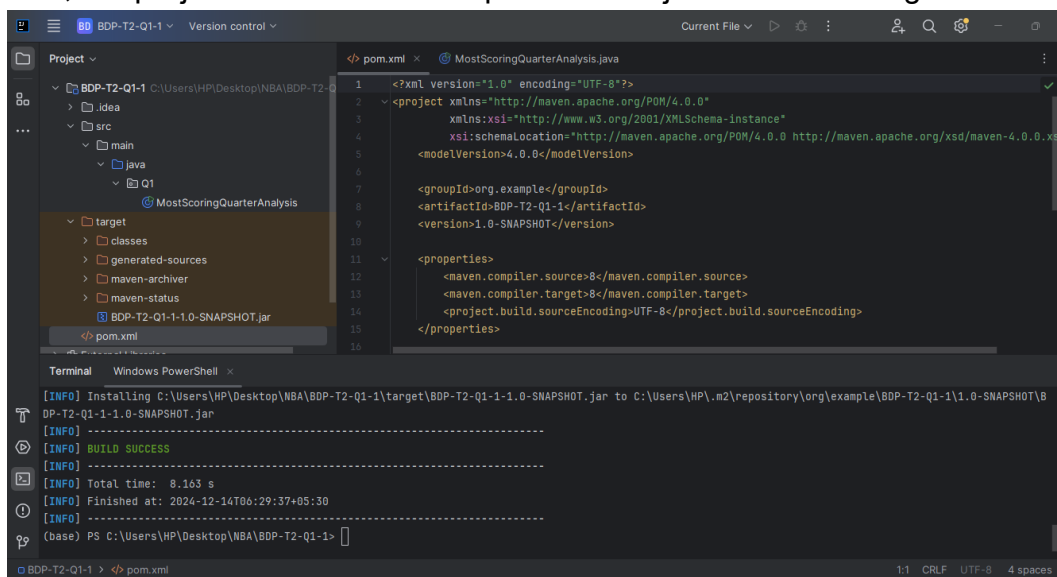 BD BDP-T2-Q1-1 Version control Current File
Project
pom.xml
MostScoringQuarterAnalysis.java
BDP-T2-Q1-1 C:\Users\HP\Desktop\NBA\BDP-T2-Q
.idea
src
main
java
Q1
MostScoringQuarterAnalysis
target
classes
generated-sources
maven-archiver
maven-status
BDP-T2-Q1-1-1.0-SNAPSHOT.jar
pom.xml
1 <?xml version="1.0" encoding="UTF-8"?>
2 <project xmlns="http://maven.apache.org/POM/4.0.0"
3 xmlns:xsi="http://www.w3.org/2001/XMLSchema-instance"
4 xsi:schemaLocation="http://maven.apache.org/POM/4.0.0 http://maven.apache.org/xsd/maven-4.0.0.xs
5 <modelVersion>4.0.0</modelVersion>
6
7 <groupId>org.example</groupId>
8 <artifactId>BDP-T2-Q1-1</artifactId>
9 <version>1.0-SNAPSHOT</version>
10
11 <properties>
12 <maven.compiler.source>8</maven.compiler.source>
13 <maven.compiler.target>8</maven.compiler.target>
14 <project.build.sourceEncoding>UTF-8</project.build.sourceEncoding>
15 </properties>
16
Terminal Windows PowerShell
[INFO] Installing C:\Users\HP\Desktop\NBA\BDP-T2-Q1-1\target\BDP-T2-Q1-1-1.0-SNAPSHOT.jar to C:\Users\HP\.m2\repository\org\example\BDP-T2-Q1-1\1.0-SNAPSHOT\B
DP-T2-Q1-1-1.0-SNAPSHOT.jar
[INFO] ------------------------------------------------------------------------
[INFO] BUILD SUCCESS
[INFO] ------------------------------------------------------------------------
[INFO] Total time:  8.163 s
[INFO] Finished at: 2024-12-14T06:29:37+05:30
[INFO] ------------------------------------------------------------------------
(base) PS C:\Users\HP\Desktop\NBA\BDP-T2-Q1-1>
BDP-T2-Q1-1 > pom.xml 1:1 CRLF UTF-8 4 spaces